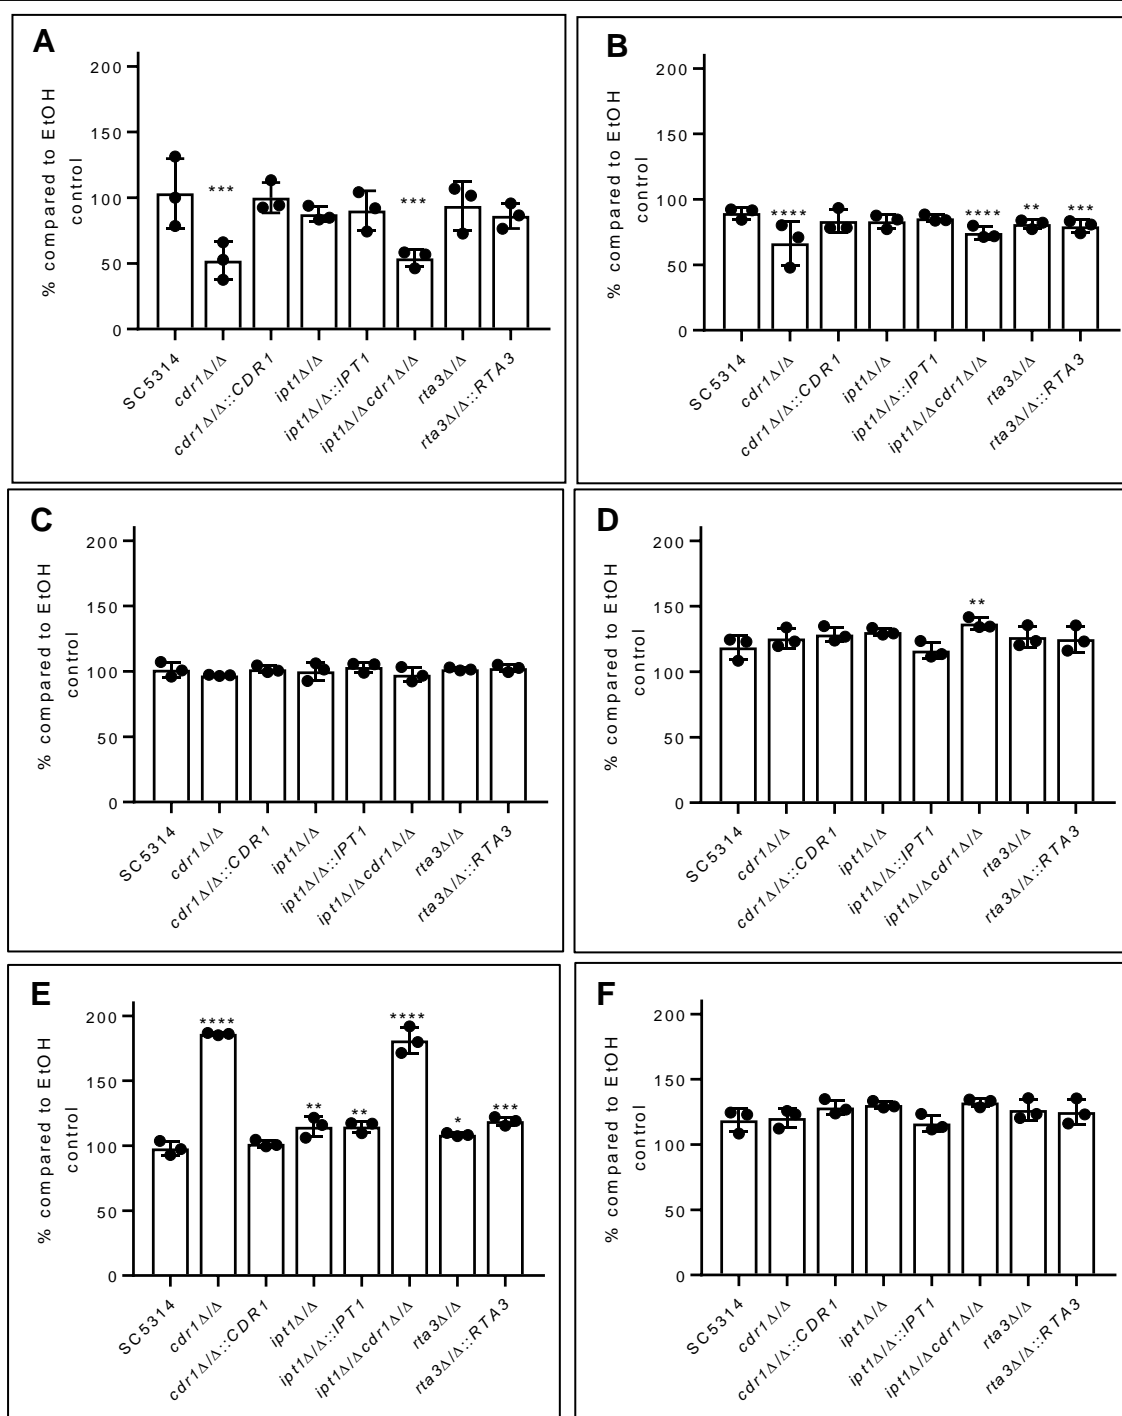 A
% compared to EtOH
control
200
150
100
50
0
***
***
SC5314
cdr1Δ/Δ
cdr1Δ/Δ::CDR1
ipt1Δ/Δ
ipt1Δ/Δ::IPT1
ipt1Δ/Δcdr1Δ/Δ
rta3Δ/Δ
rta3Δ/Δ::RTA3
B
% compared to EtOH
control
200
150
100
50
0
****
****
**
***
SC5314
cdr1Δ/Δ
cdr1Δ/Δ::CDR1
ipt1Δ/Δ
ipt1Δ/Δ::IPT1
ipt1Δ/Δcdr1Δ/Δ
rta3Δ/Δ
rta3Δ/Δ::RTA3
C
% compared to EtOH
control
200
150
100
50
0
SC5314
cdr1Δ/Δ
cdr1Δ/Δ::CDR1
ipt1Δ/Δ
ipt1Δ/Δ::IPT1
ipt1Δ/Δcdr1Δ/Δ
rta3Δ/Δ
rta3Δ/Δ::RTA3
D
% compared to EtOH
control
200
150
100
50
0
**
SC5314
cdr1Δ/Δ
cdr1Δ/Δ::CDR1
ipt1Δ/Δ
ipt1Δ/Δ::IPT1
ipt1Δ/Δcdr1Δ/Δ
rta3Δ/Δ
rta3Δ/Δ::RTA3
E
% compared to EtOH
control
200
150
100
50
0
****
**
**
****
*
***
SC5314
cdr1Δ/Δ
cdr1Δ/Δ::CDR1
ipt1Δ/Δ
ipt1Δ/Δ::IPT1
ipt1Δ/Δcdr1Δ/Δ
rta3Δ/Δ
rta3Δ/Δ::RTA3
F
% compared to EtOH
control
200
150
100
50
0
SC5314
cdr1Δ/Δ
cdr1Δ/Δ::CDR1
ipt1Δ/Δ
ipt1Δ/Δ::IPT1
ipt1Δ/Δcdr1Δ/Δ
rta3Δ/Δ
rta3Δ/Δ::RTA3